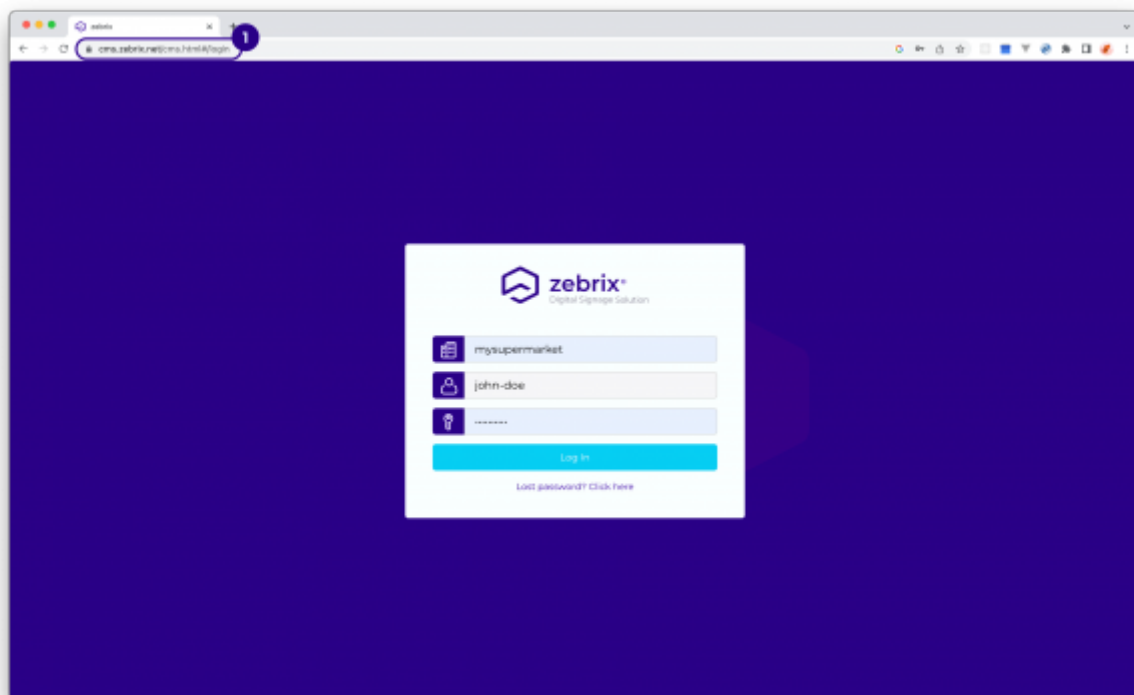 zebrix
1
cms.zebrix.net/cms.html#/login
zebrix®
Digital Signage Solution
mysupermarket
john-doe
Log In
Lost password? Click here